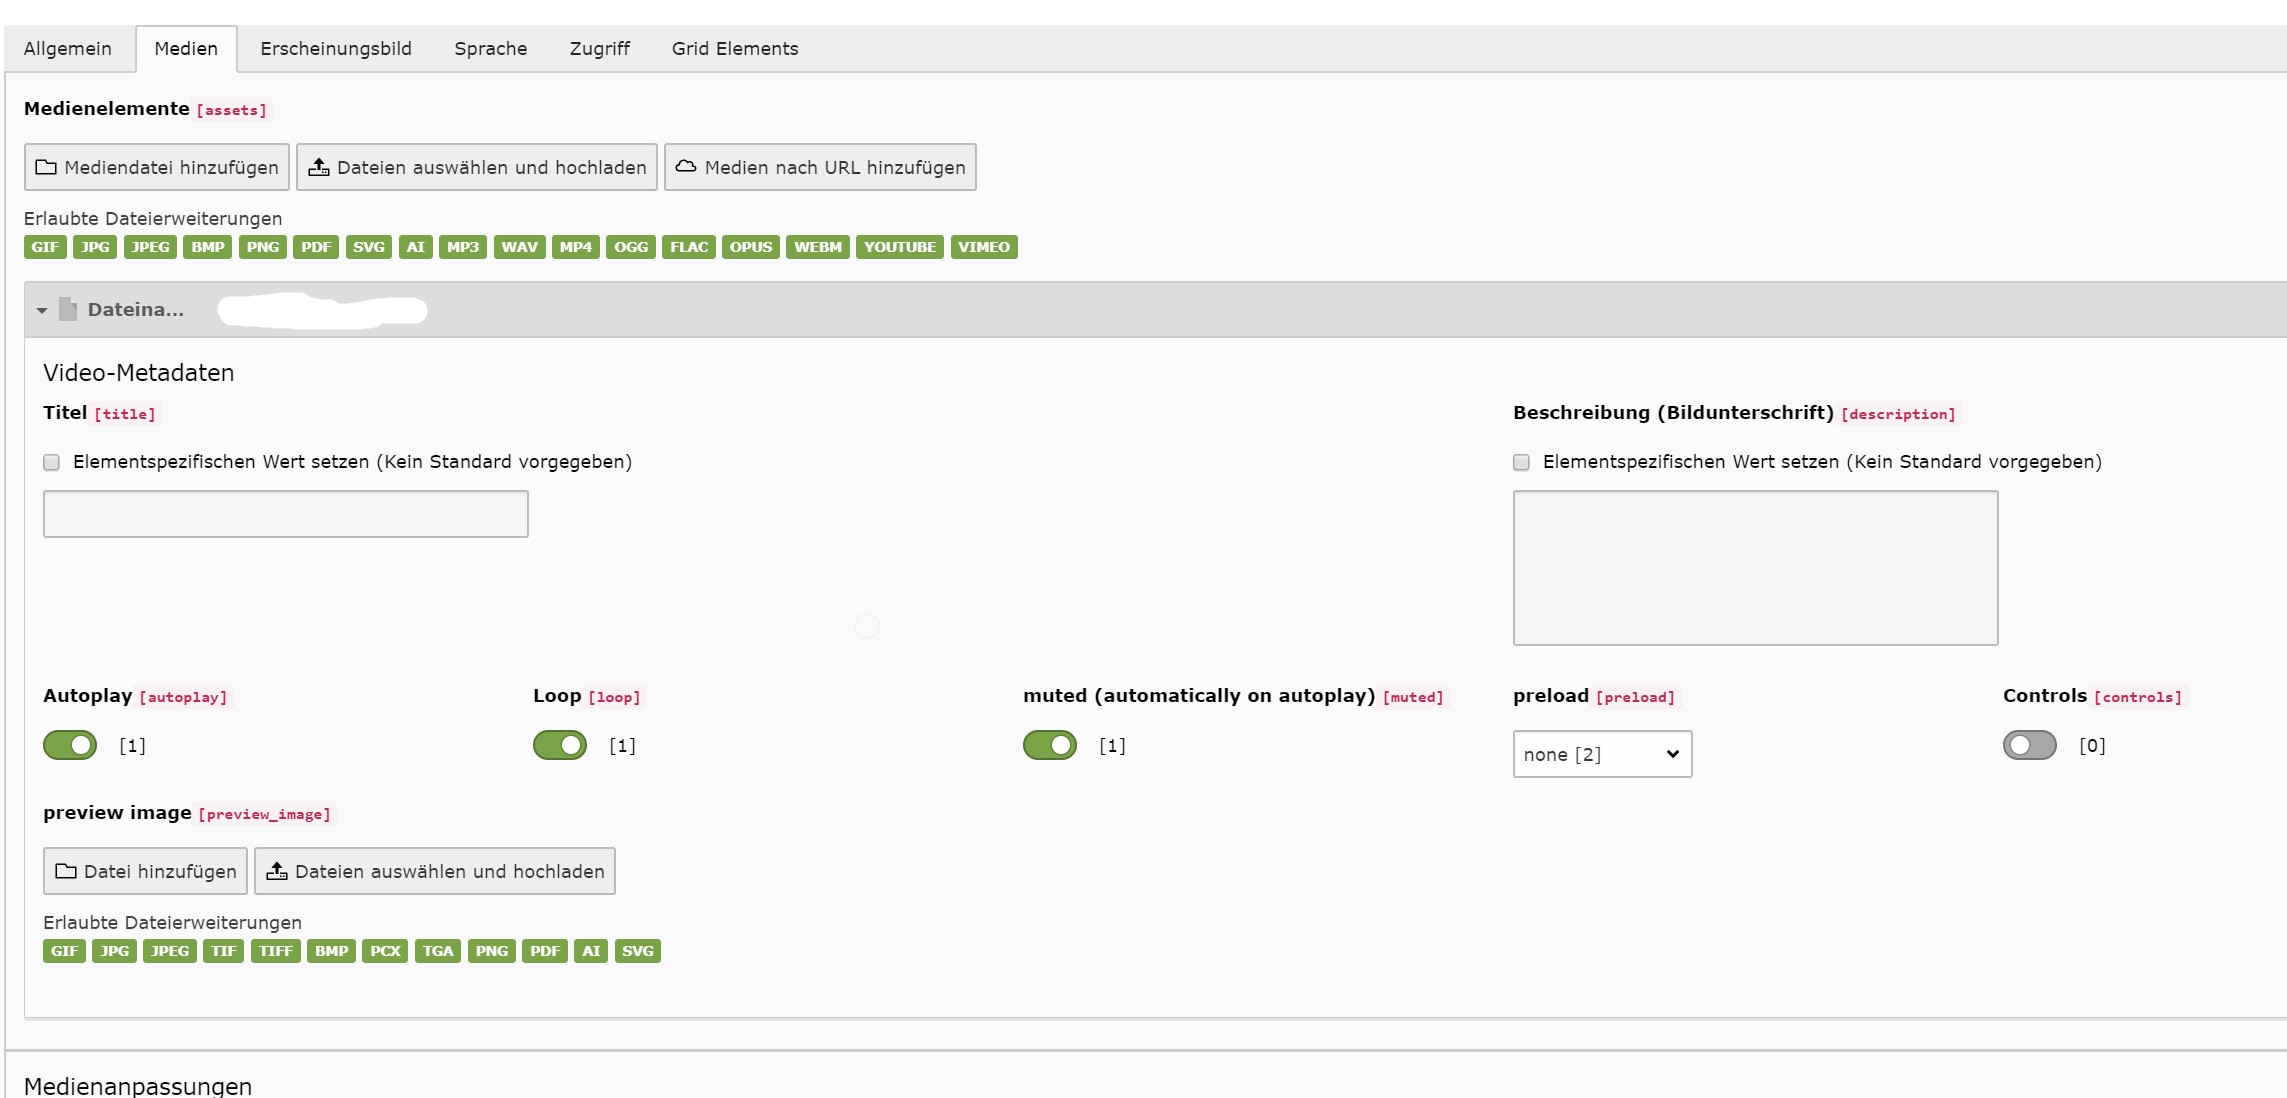 Allgemein Medien Erscheinungsbild Sprache Zugriff Grid Elements
Medienelemente [assets]
Mediendatei hinzufügen Dateien auswählen und hochladen Medien nach URL hinzufügen
Erlaubte Dateierweiterungen
GIF JPG JPEG BMP PNG PDF SVG AI MP3 WAV MP4 OGG FLAC OPUS WEBM YOUTUBE VIMEO
Dateina...
Video-Metadaten
Titel [title] Beschreibung (Bildunterschrift) [description]
Elementspezifischen Wert setzen (Kein Standard vorgegeben) Elementspezifischen Wert setzen (Kein Standard vorgegeben)
Autoplay [autoplay] Loop [loop] muted (automatically on autoplay) [muted] preload [preload] Controls [controls]
[1] [1] [1] none [2] [0]
preview image [preview_image]
Datei hinzufügen Dateien auswählen und hochladen
Erlaubte Dateierweiterungen
GIF JPG JPEG TIF TIFF BMP PCX TGA PNG PDF AI SVG
Medienanpassungen